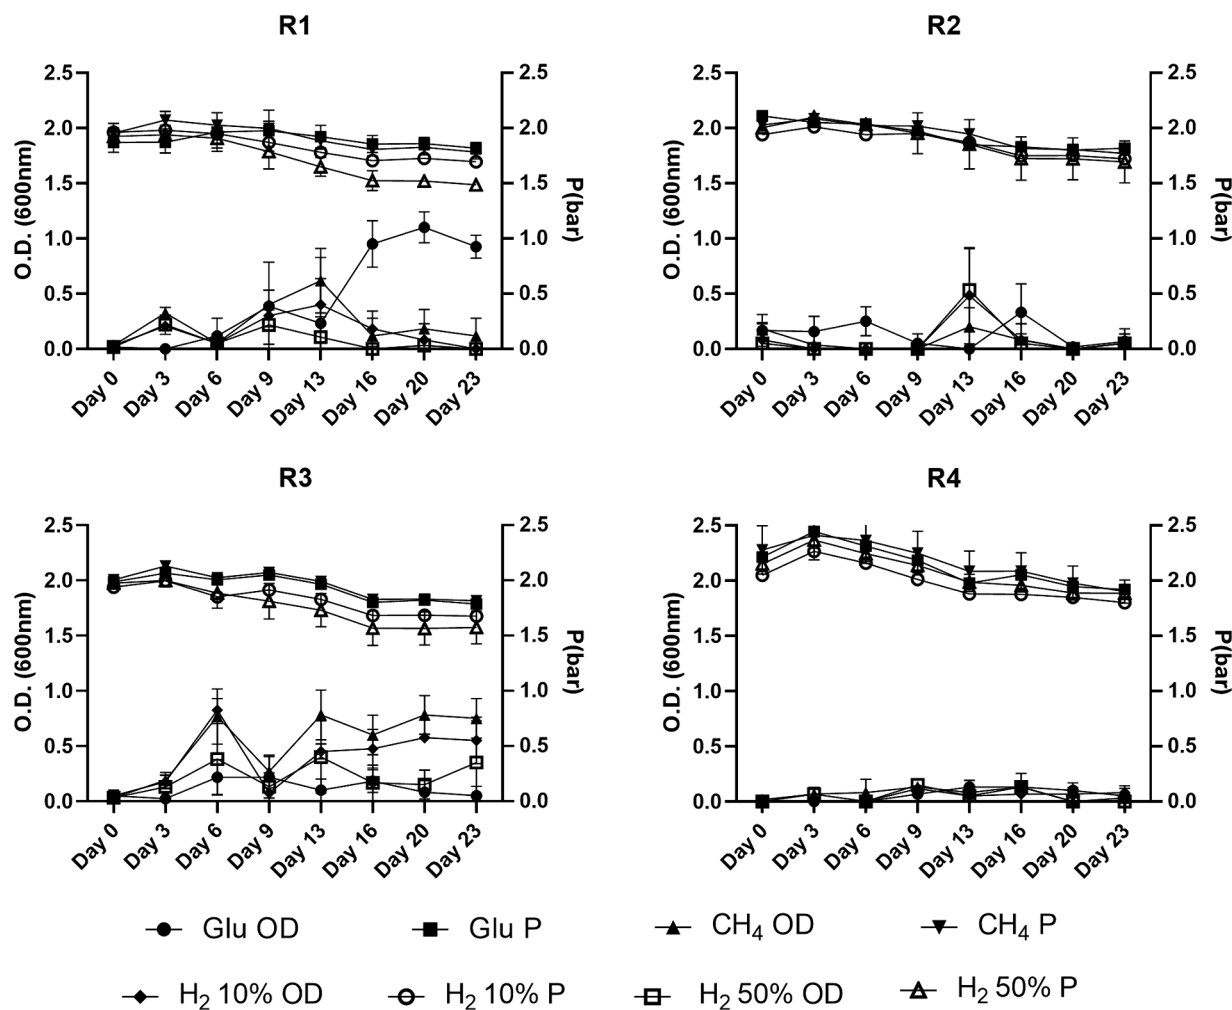 R1
R2
2.5 2.5 2.5 2.5
2.0 2.0 2.0 2.0
1.5 1.5 1.5 1.5
1.0 1.0 1.0 1.0
0.5 0.5 0.5 0.5
0.0 0.0 0.0 0.0
O.D. (600nm)
P(bar)
O.D. (600nm)
P(bar)
Day 0 Day 3 Day 6 Day 9 Day 13 Day 16 Day 20 Day 23
Day 0 Day 3 Day 6 Day 9 Day 13 Day 16 Day 20 Day 23
R3
R4
2.5 2.5 2.5 2.5
2.0 2.0 2.0 2.0
1.5 1.5 1.5 1.5
1.0 1.0 1.0 1.0
0.5 0.5 0.5 0.5
0.0 0.0 0.0 0.0
O.D. (600nm)
P(bar)
O.D. (600nm)
P(bar)
Day 0 Day 3 Day 6 Day 9 Day 13 Day 16 Day 20 Day 23
Day 0 Day 3 Day 6 Day 9 Day 13 Day 16 Day 20 Day 23
Glu OD Glu P CH₄ OD CH₄ P
H₂ 10% OD H₂ 10% P H₂ 50% OD H₂ 50% P